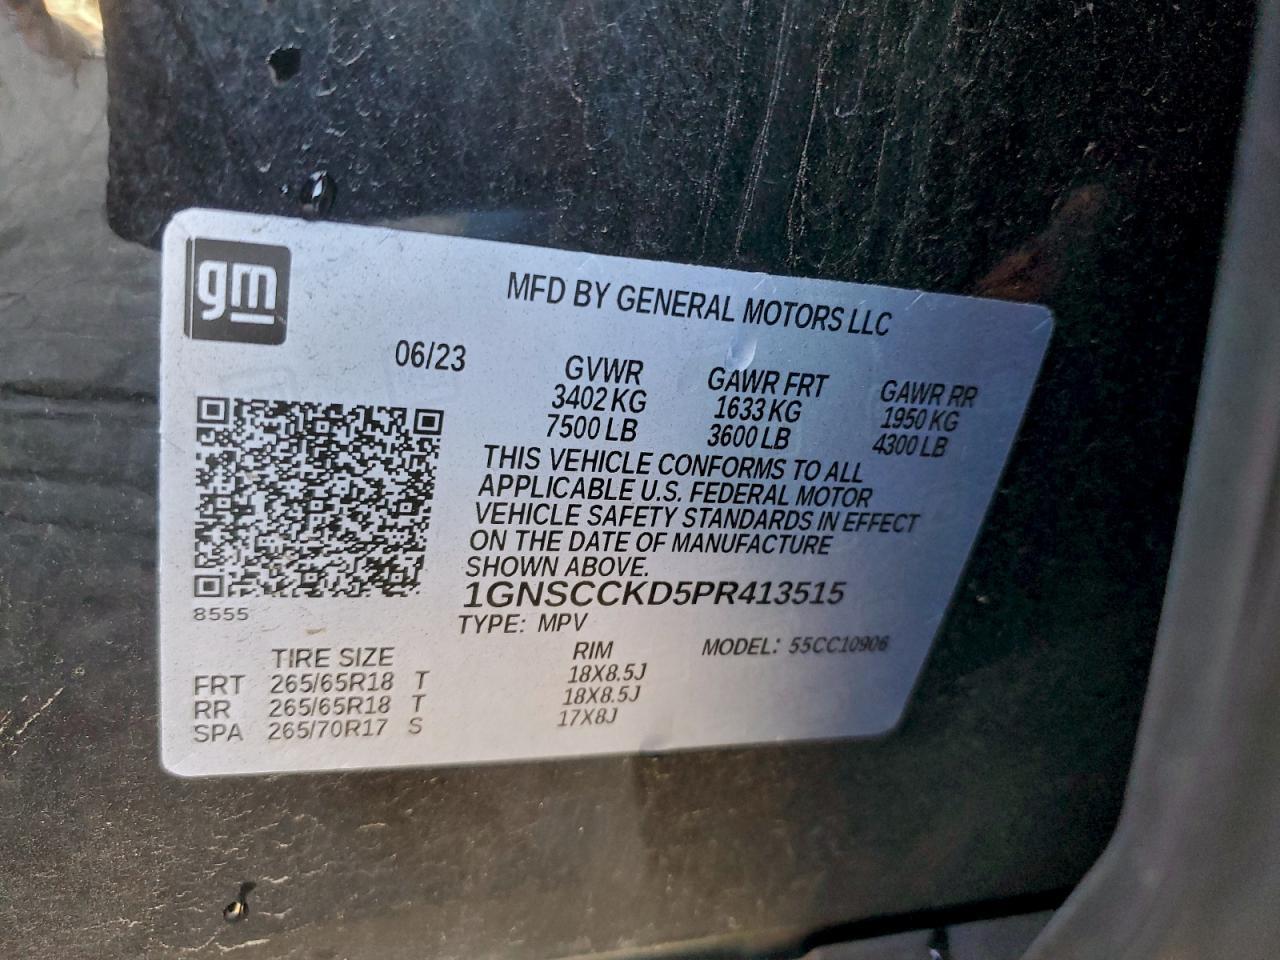 gm
MFD BY GENERAL MOTORS LLC
06/23 GVWR GAWR FRT GAWR RR
3402 KG 1633 KG 1950 KG
7500 LB 3600 LB 4300 LB
THIS VEHICLE CONFORMS TO ALL
APPLICABLE U.S. FEDERAL MOTOR
VEHICLE SAFETY STANDARDS IN EFFECT
ON THE DATE OF MANUFACTURE
SHOWN ABOVE.
1GNSCCKD5PR413515
8555
TYPE: MPV MODEL: 55CC10906
TIRE SIZE RIM
FRT 265/65R18 T 18X8.5J
RR 265/65R18 T 18X8.5J
SPA 265/70R17 S 17X8J